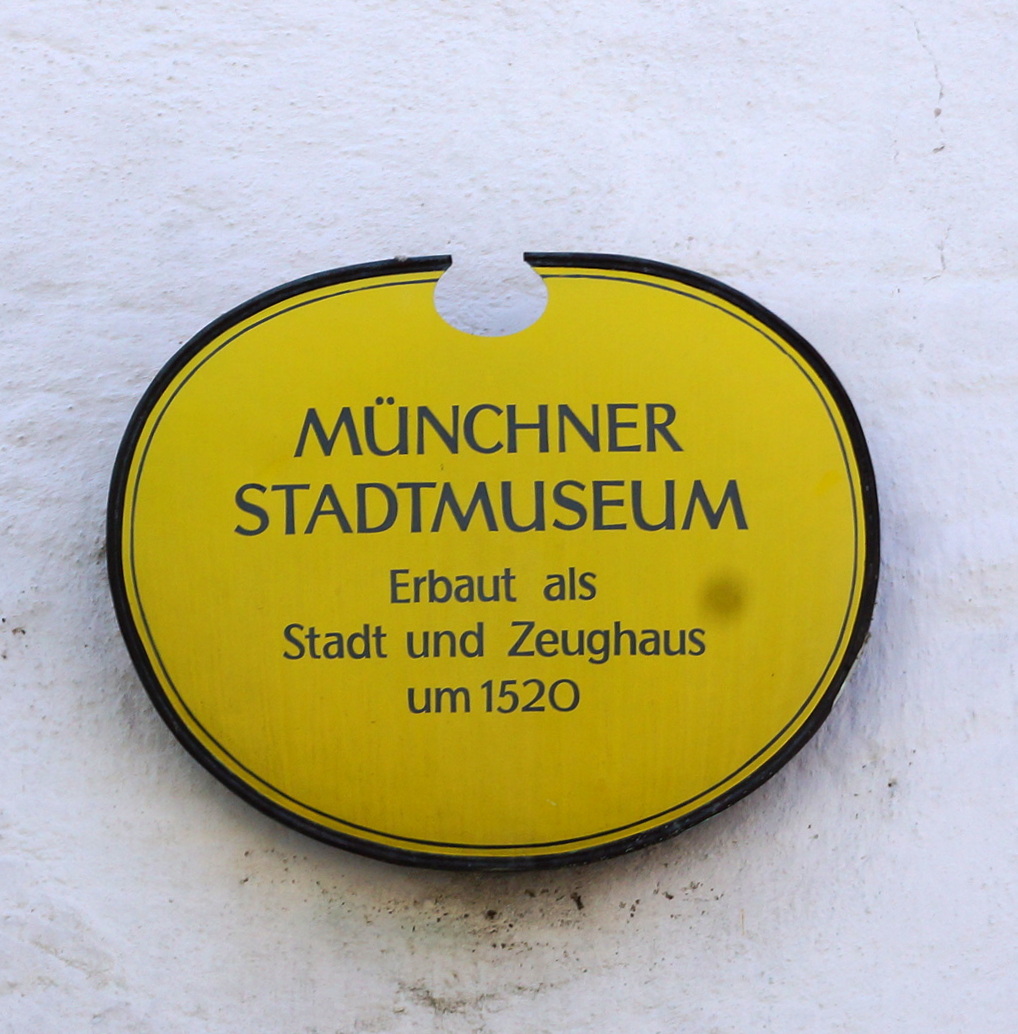 MÜNCHNER
STADTMUSEUM
Erbaut als
Stadt und Zeughaus
um 1520